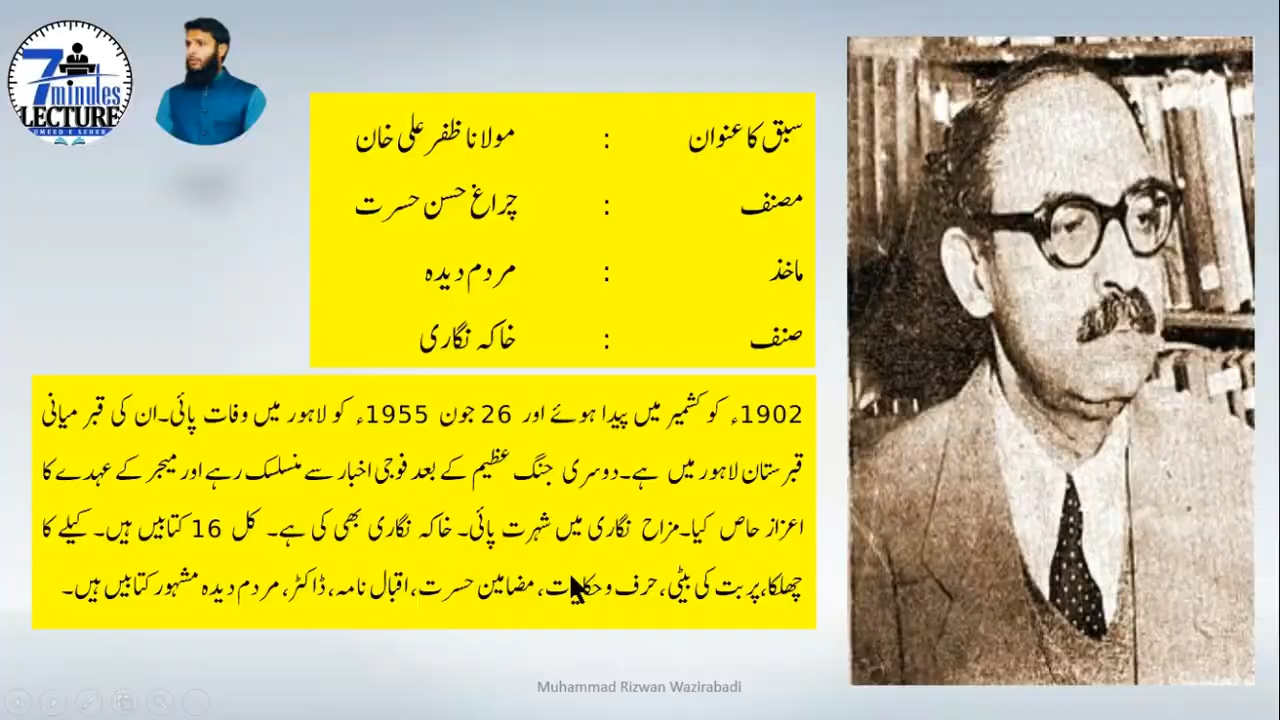 7
minutes
LECTURE
OMEED E SEHER
سبق کا عنوان : مولانا ظفر علی خان
مصنف : چراغ حسن حسرت
ماخذ : مردم دیدہ
صنف : خاکہ نگاری
1902ء کو کشمیر میں پیدا ہوئے اور 26 جون 1955ء کو لاہور میں وفات پائی۔ان کی قبر میانی
قبرستان لاہور میں ہے۔دوسری جنگ عظیم کے بعد فوجی اخبار سے منسلک رہے اور میجر کے عہدے کا
اعزاز حاص کیا۔مزاح نگاری میں شہرت پائی۔ خاکہ نگاری بھی کی ہے۔ کل 16 کتابیں ہیں۔ کیلے کا
چھلکا،پربت کی بیٹی، حرف و حکایت، مضامین حسرت، اقبال نامہ، ڈاکٹر، مردم دیدہ مشہور کتابیں ہیں۔
Muhammad Rizwan Wazirabadi